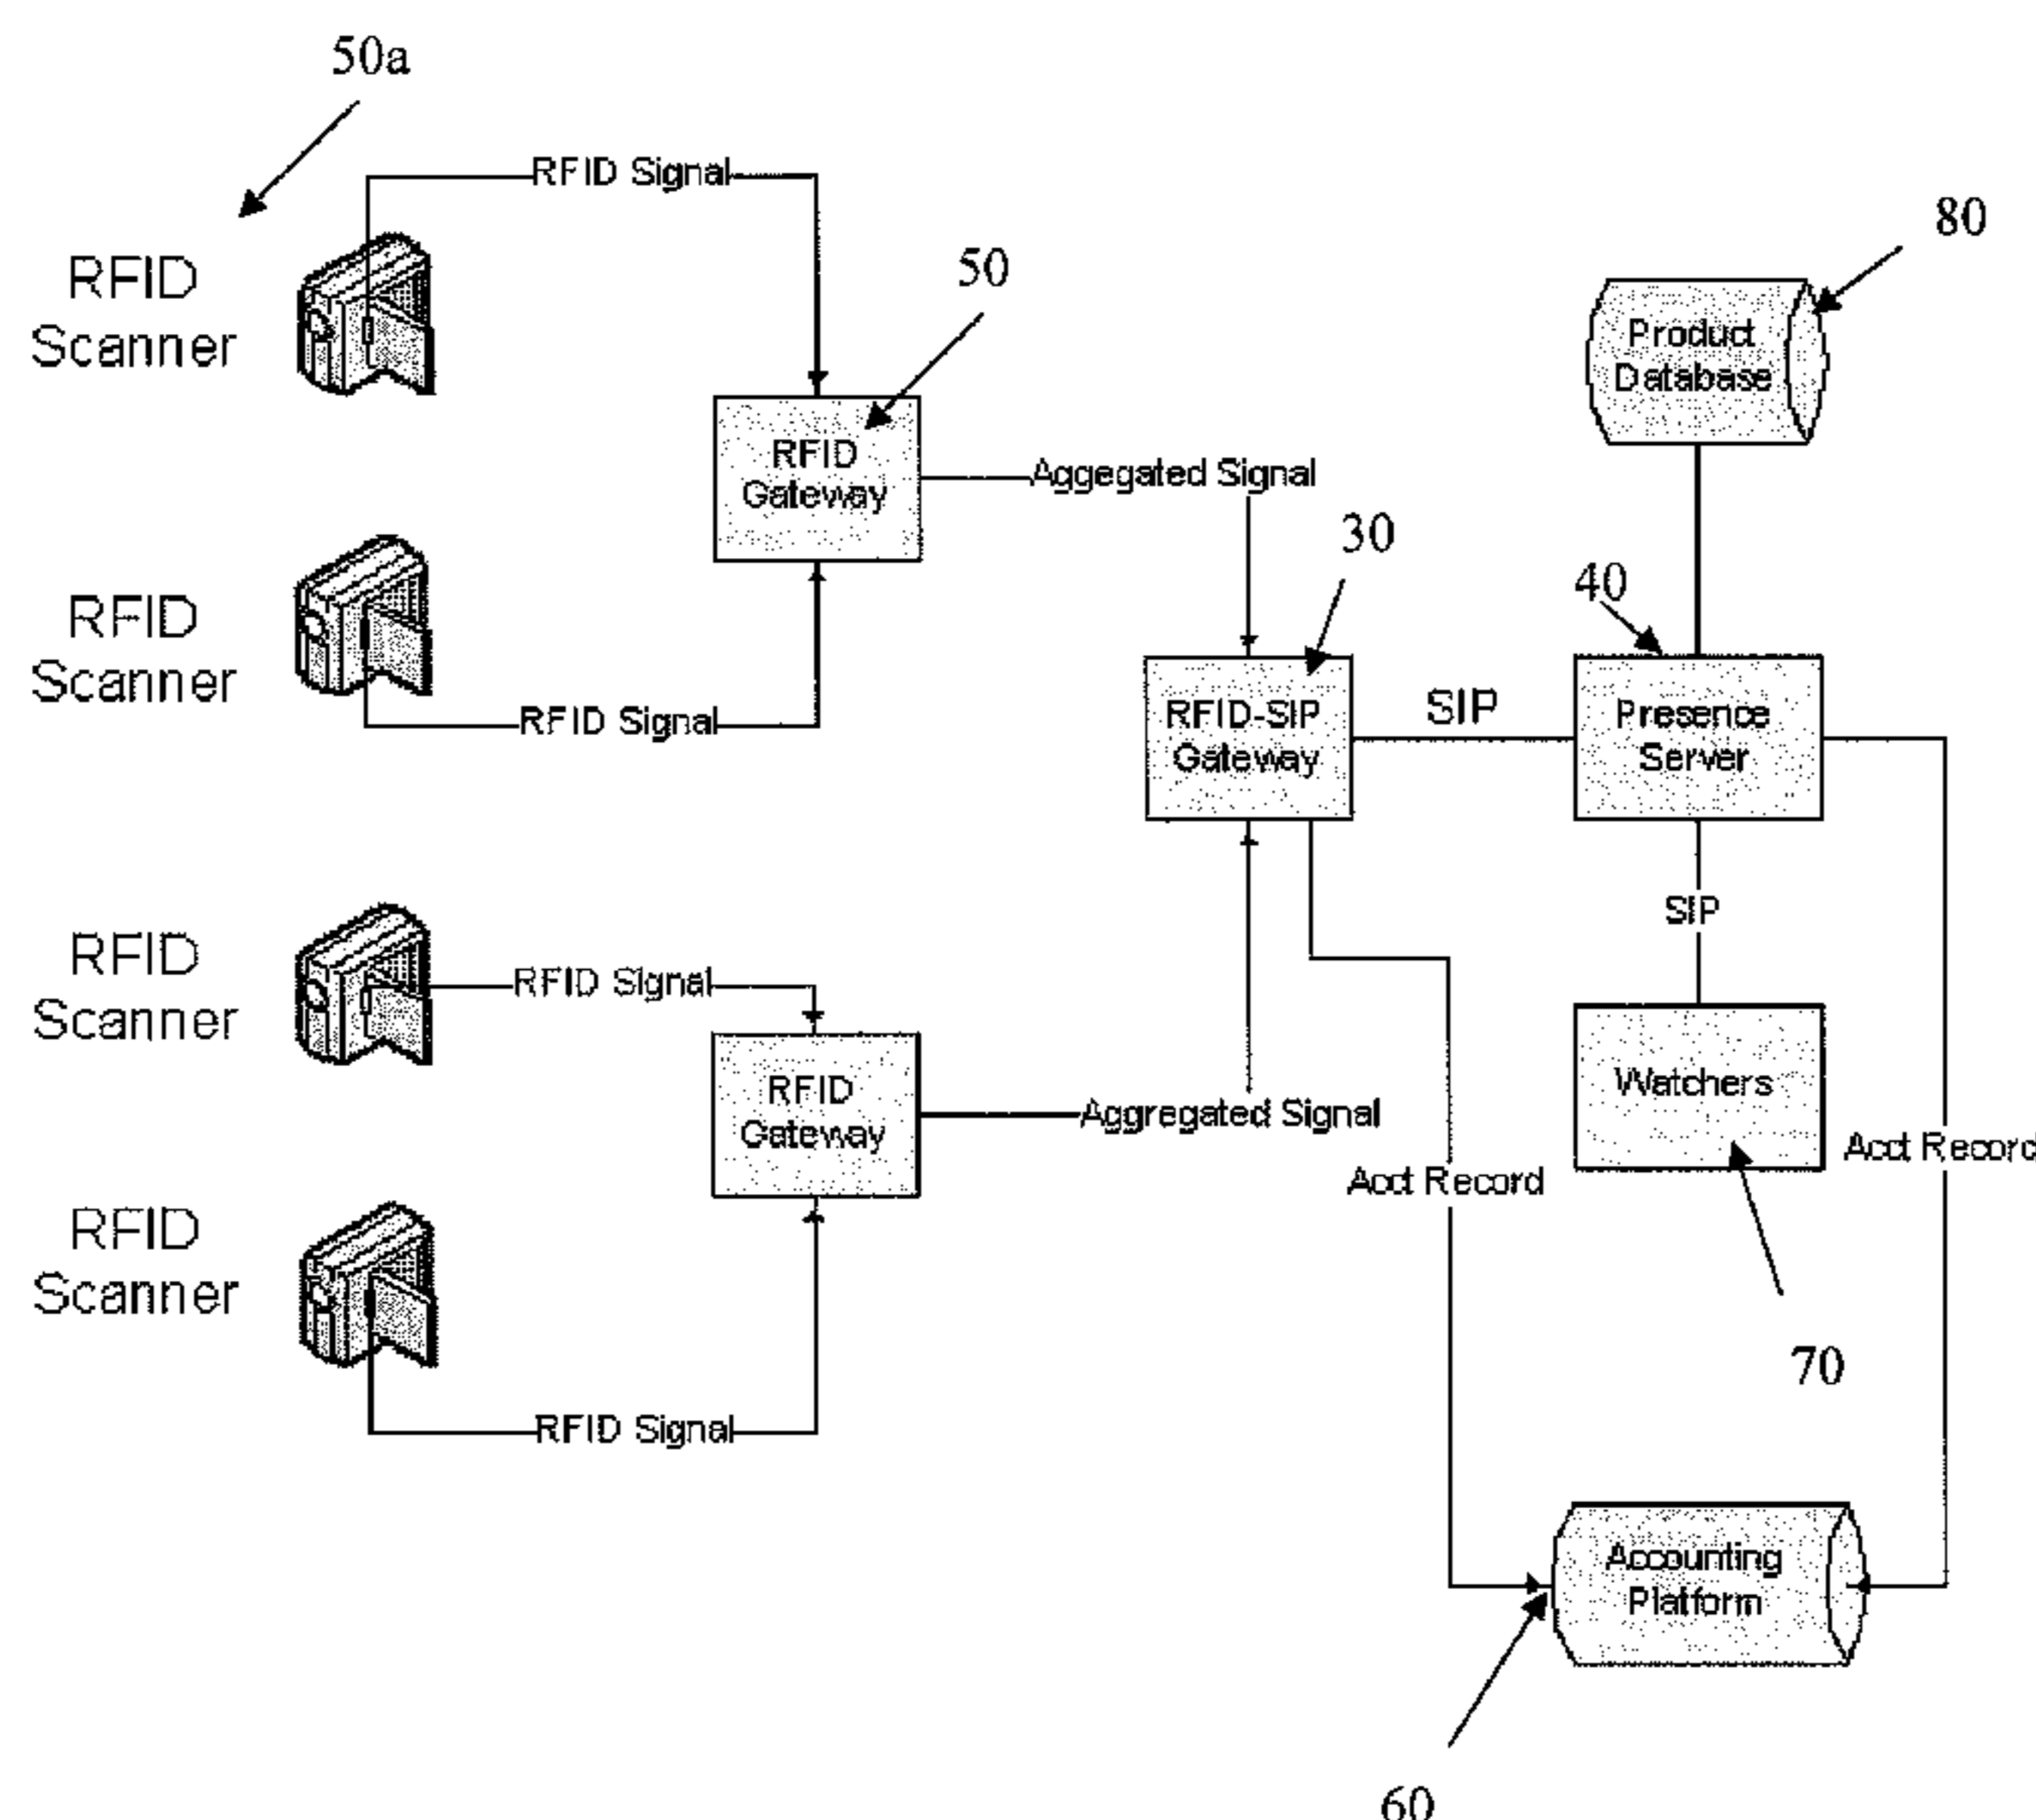 50a
RFID Signal
80
RFID
Scanner
50
Product
Database
RFID
Gateway
Aggegated Signal
30
40
RFID
Scanner
RFID Signal
RFID-SIP
Gateway
SIP
Presence
Server
SIP
RFID
Scanner
RFID Signal
RFID
Gateway
Aggregated Signal
Watchers
Acct Record
Acct Record
RFID
Scanner
70
RFID Signal
Accounting
Platform
60